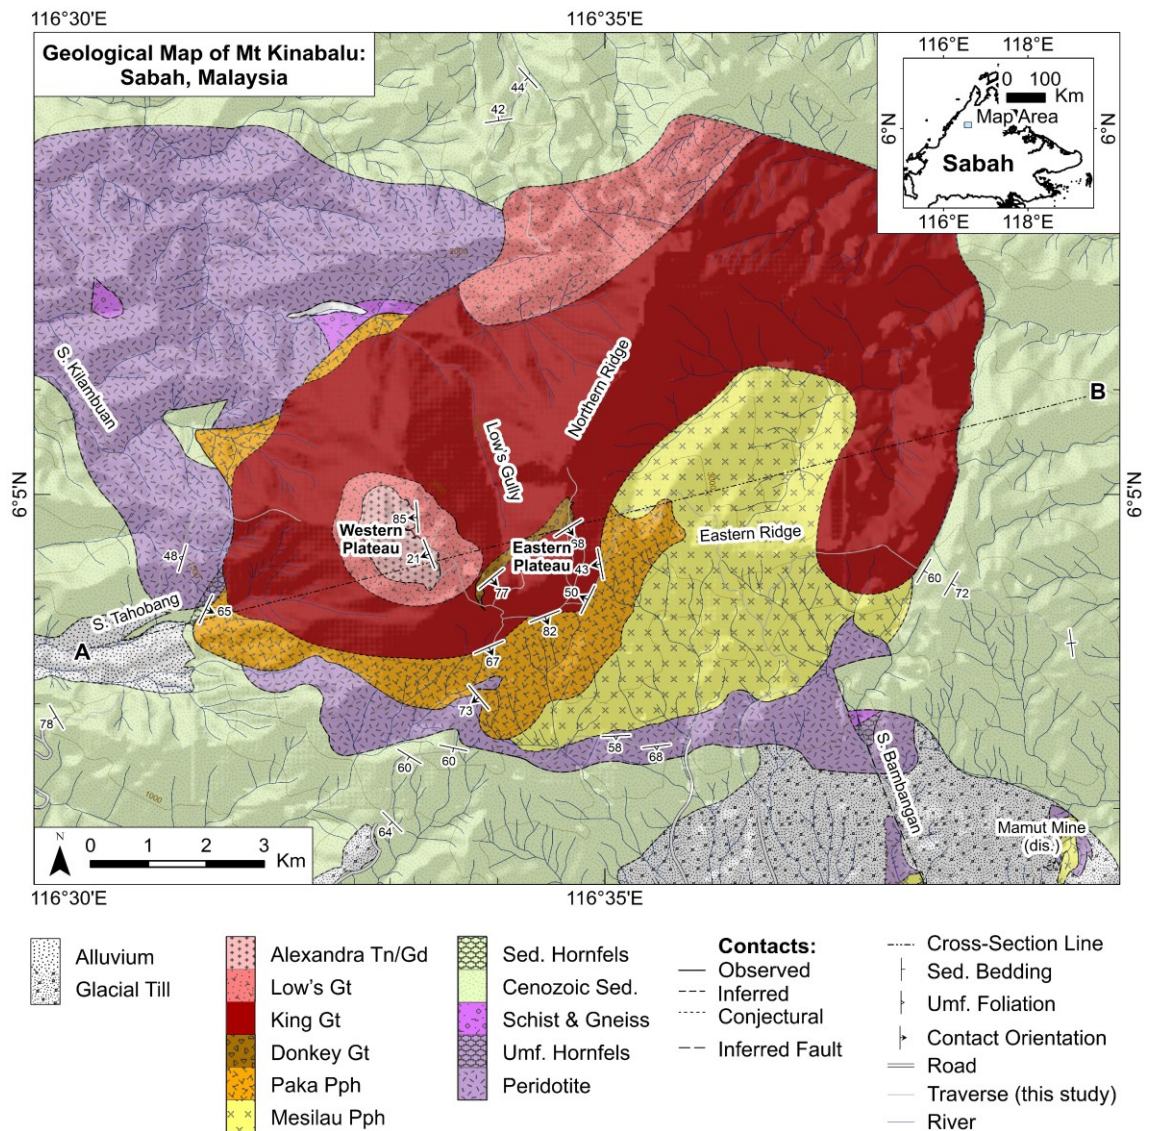 116°30'E
116°35'E
Geological Map of Mt Kinabalu:
Sabah, Malaysia
116°E
118°E
0 100
Km
Map Area
6°N
6°N
Sabah
116°E
118°E
44
42
2000
S. Kilambuan
Northern Ridge
Low's Gully
B
6°5'N
6°5'N
Western
Plateau
85
21
Eastern
Plateau
68
43
77
50
82
67
73
Eastern Ridge
48
S. Tahobang
65
A
60
72
78
60
60
58
68
1000
64
S. Bambangan
Mamut Mine
(dis.)
N
0 1 2 3 Km
116°30'E
116°35'E
Alluvium
Glacial Till
Alexandra Tn/Gd
Low's Gt
King Gt
Donkey Gt
Paka Pph
Mesilau Pph
Sed. Hornfels
Cenozoic Sed.
Schist & Gneiss
Umf. Hornfels
Peridotite
Contacts:
Observed
Inferred
Conjectural
Inferred Fault
Cross-Section Line
Sed. Bedding
Umf. Foliation
Contact Orientation
Road
Traverse (this study)
River